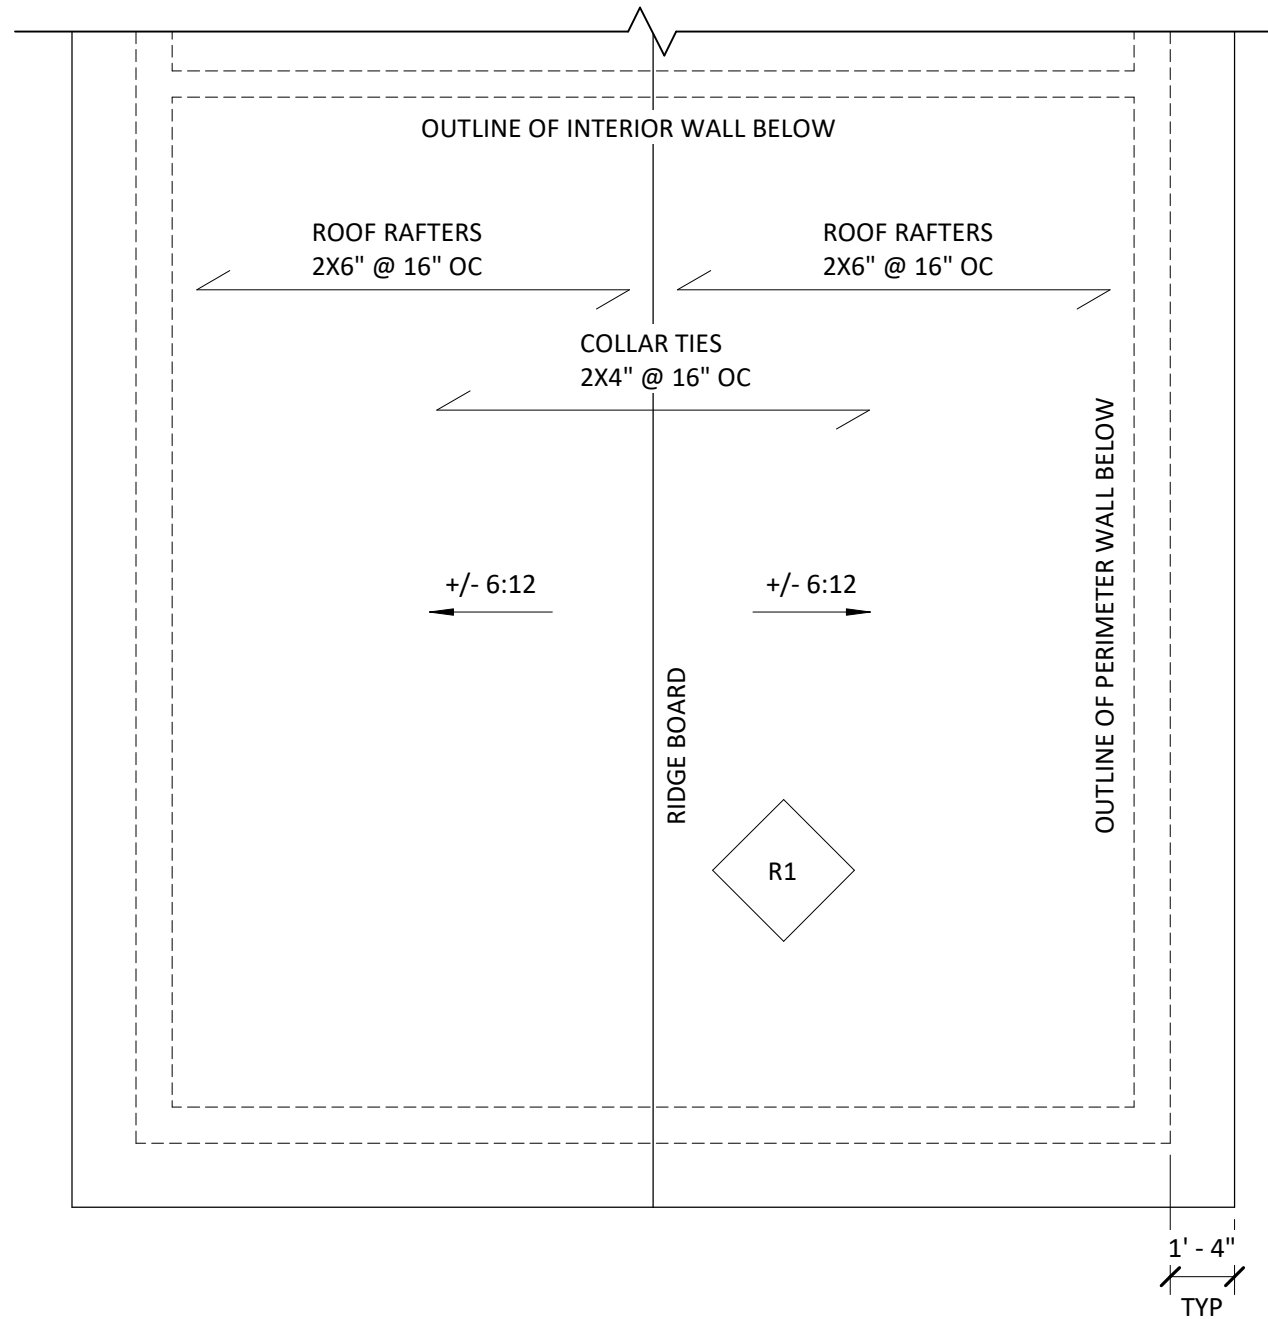 OUTLINE OF INTERIOR WALL BELOW
ROOF RAFTERS
2X6" @ 16" OC
ROOF RAFTERS
2X6" @ 16" OC
COLLAR TIES
2X4" @ 16" OC
OUTLINE OF PERIMETER WALL BELOW
+/- 6:12
+/- 6:12
RIDGE BOARD
R1
1' - 4"
TYP